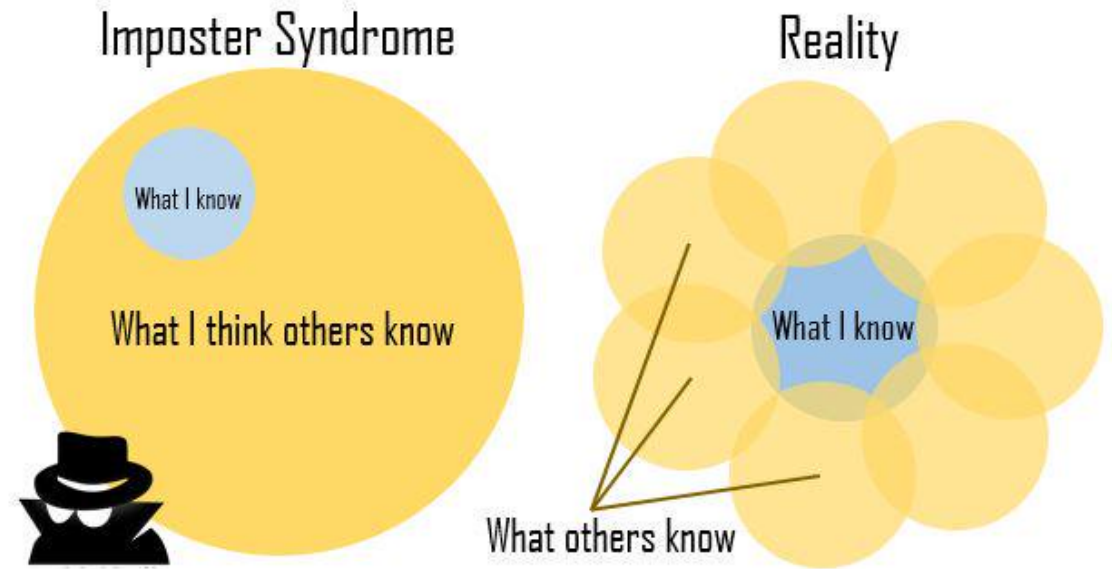 Imposter Syndrome
Reality
What I know
What I think others know
What I know
What others know